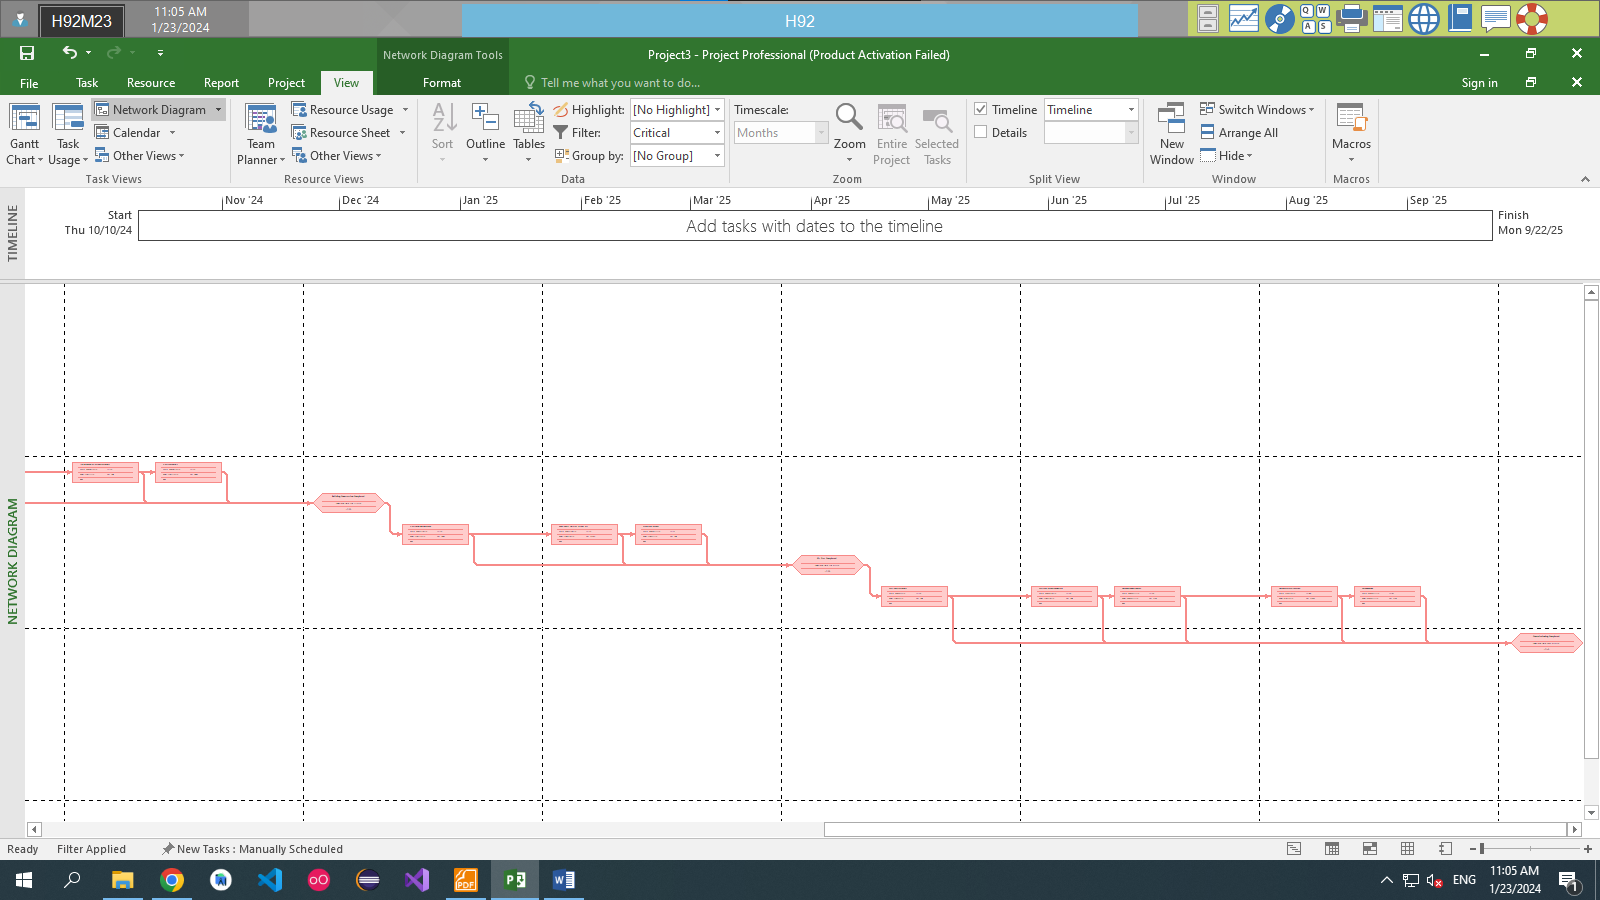 H92M23
11:05 AM
1/23/2024
H92
Q W
A S
Network Diagram Tools
Project3 - Project Professional (Product Activation Failed)
File
Task
Resource
Report
Project
View
Format
Tell me what you want to do...
Sign in
Gantt
Chart
Task
Usage
Network Diagram
Calendar
Other Views
Task Views
Team
Planner
Resource Usage
Resource Sheet
Other Views
Resource Views
Sort
Outline
Tables
Highlight:
[No Highlight]
Filter:
Critical
Group by:
[No Group]
Data
Timescale:
Months
Zoom
Entire
Project
Selected
Tasks
Zoom
Timeline
Timeline
Details
Split View
New
Window
Switch Windows
Arrange All
Hide
Window
Macros
Macros
TIMELINE
Nov '24
Dec '24
Jan '25
Feb '25
Mar '25
Apr '25
May '25
Jun '25
Jul '25
Aug '25
Sep '25
Start
Thu 10/10/24
Add tasks with dates to the timeline
Finish
Mon 9/22/25
NETWORK DIAGRAM
Ready
Filter Applied
New Tasks : Manually Scheduled
ENG
11:05 AM
1/23/2024
1